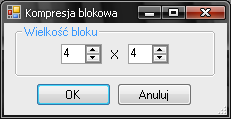 Kompresja blokowa
Wielkość bloku
4 X 4
OK Anuluj